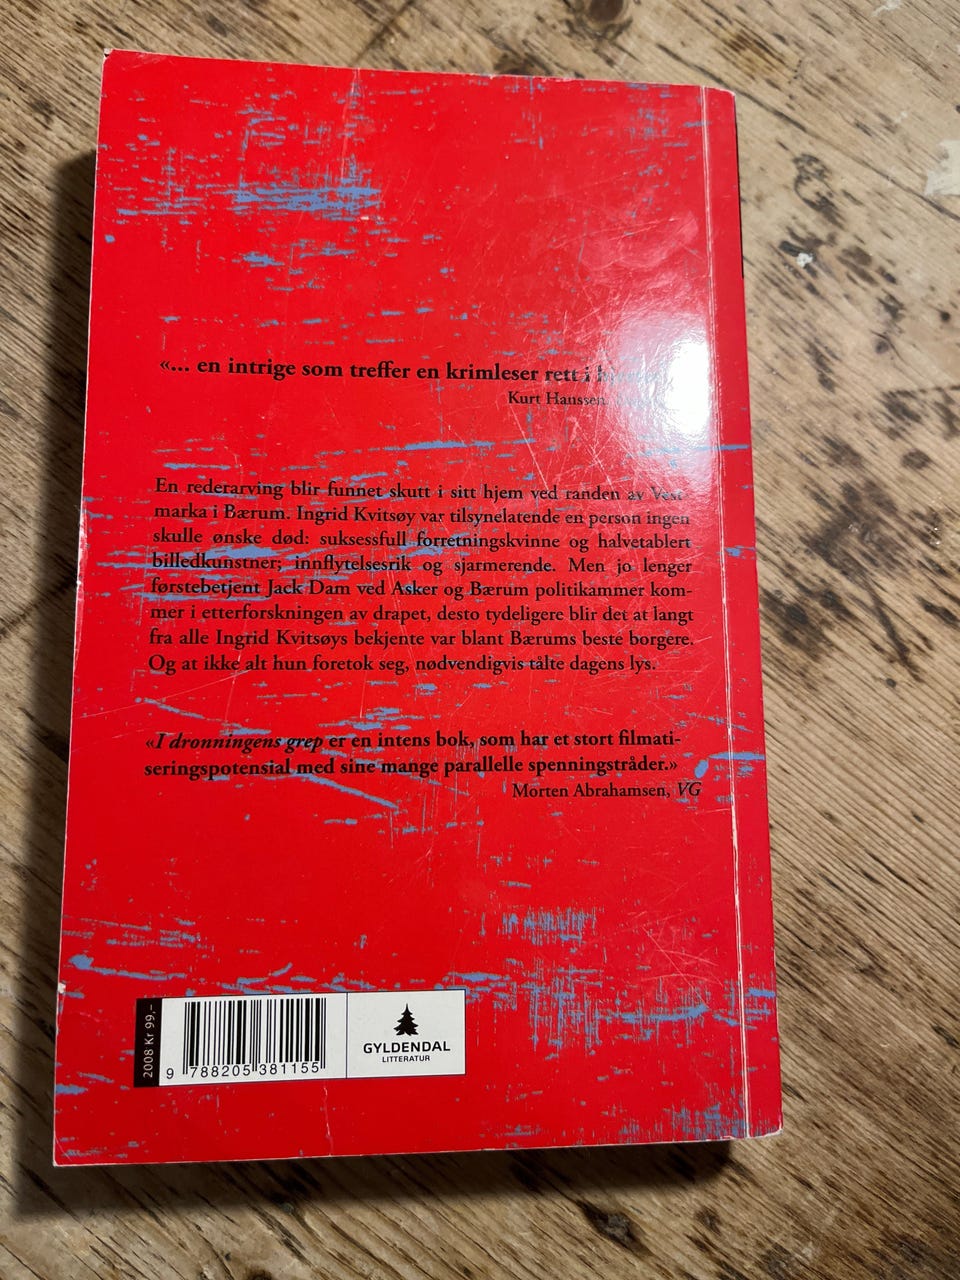 «... en intrige som treffer en krimleser rett i
Kurt Hanssen,
En rederarving blir funnet skutt i sitt hjem ved randen av Vest-
marka i Bærum. Ingrid Kvitsøy var tilsynelatende en person ingen
skulle ønske død: suksessfull forretningskvinne og halvetablert
billedkunstner; innflytelsesrik og sjarmerende. Men jo lenger
førstebetjent Jack Dam ved Asker og Bærum politikammer kom-
mer i etterforskningen av drapet, desto tydeligere blir det at langt
fra alle Ingrid Kvitsøys bekjente var blant Bærums beste borgere.
Og at ikke alt hun foretok seg, nødvendigvis tålte dagens lys.
«I dronningens grep er en intens bok, som har et stort filmati-
seringspotensial med sine mange parallelle spenningstråder.»
Morten Abrahamsen, VG
2008 Kr 99,-
9 788205 381155
GYLDENDAL
LITTERATUR